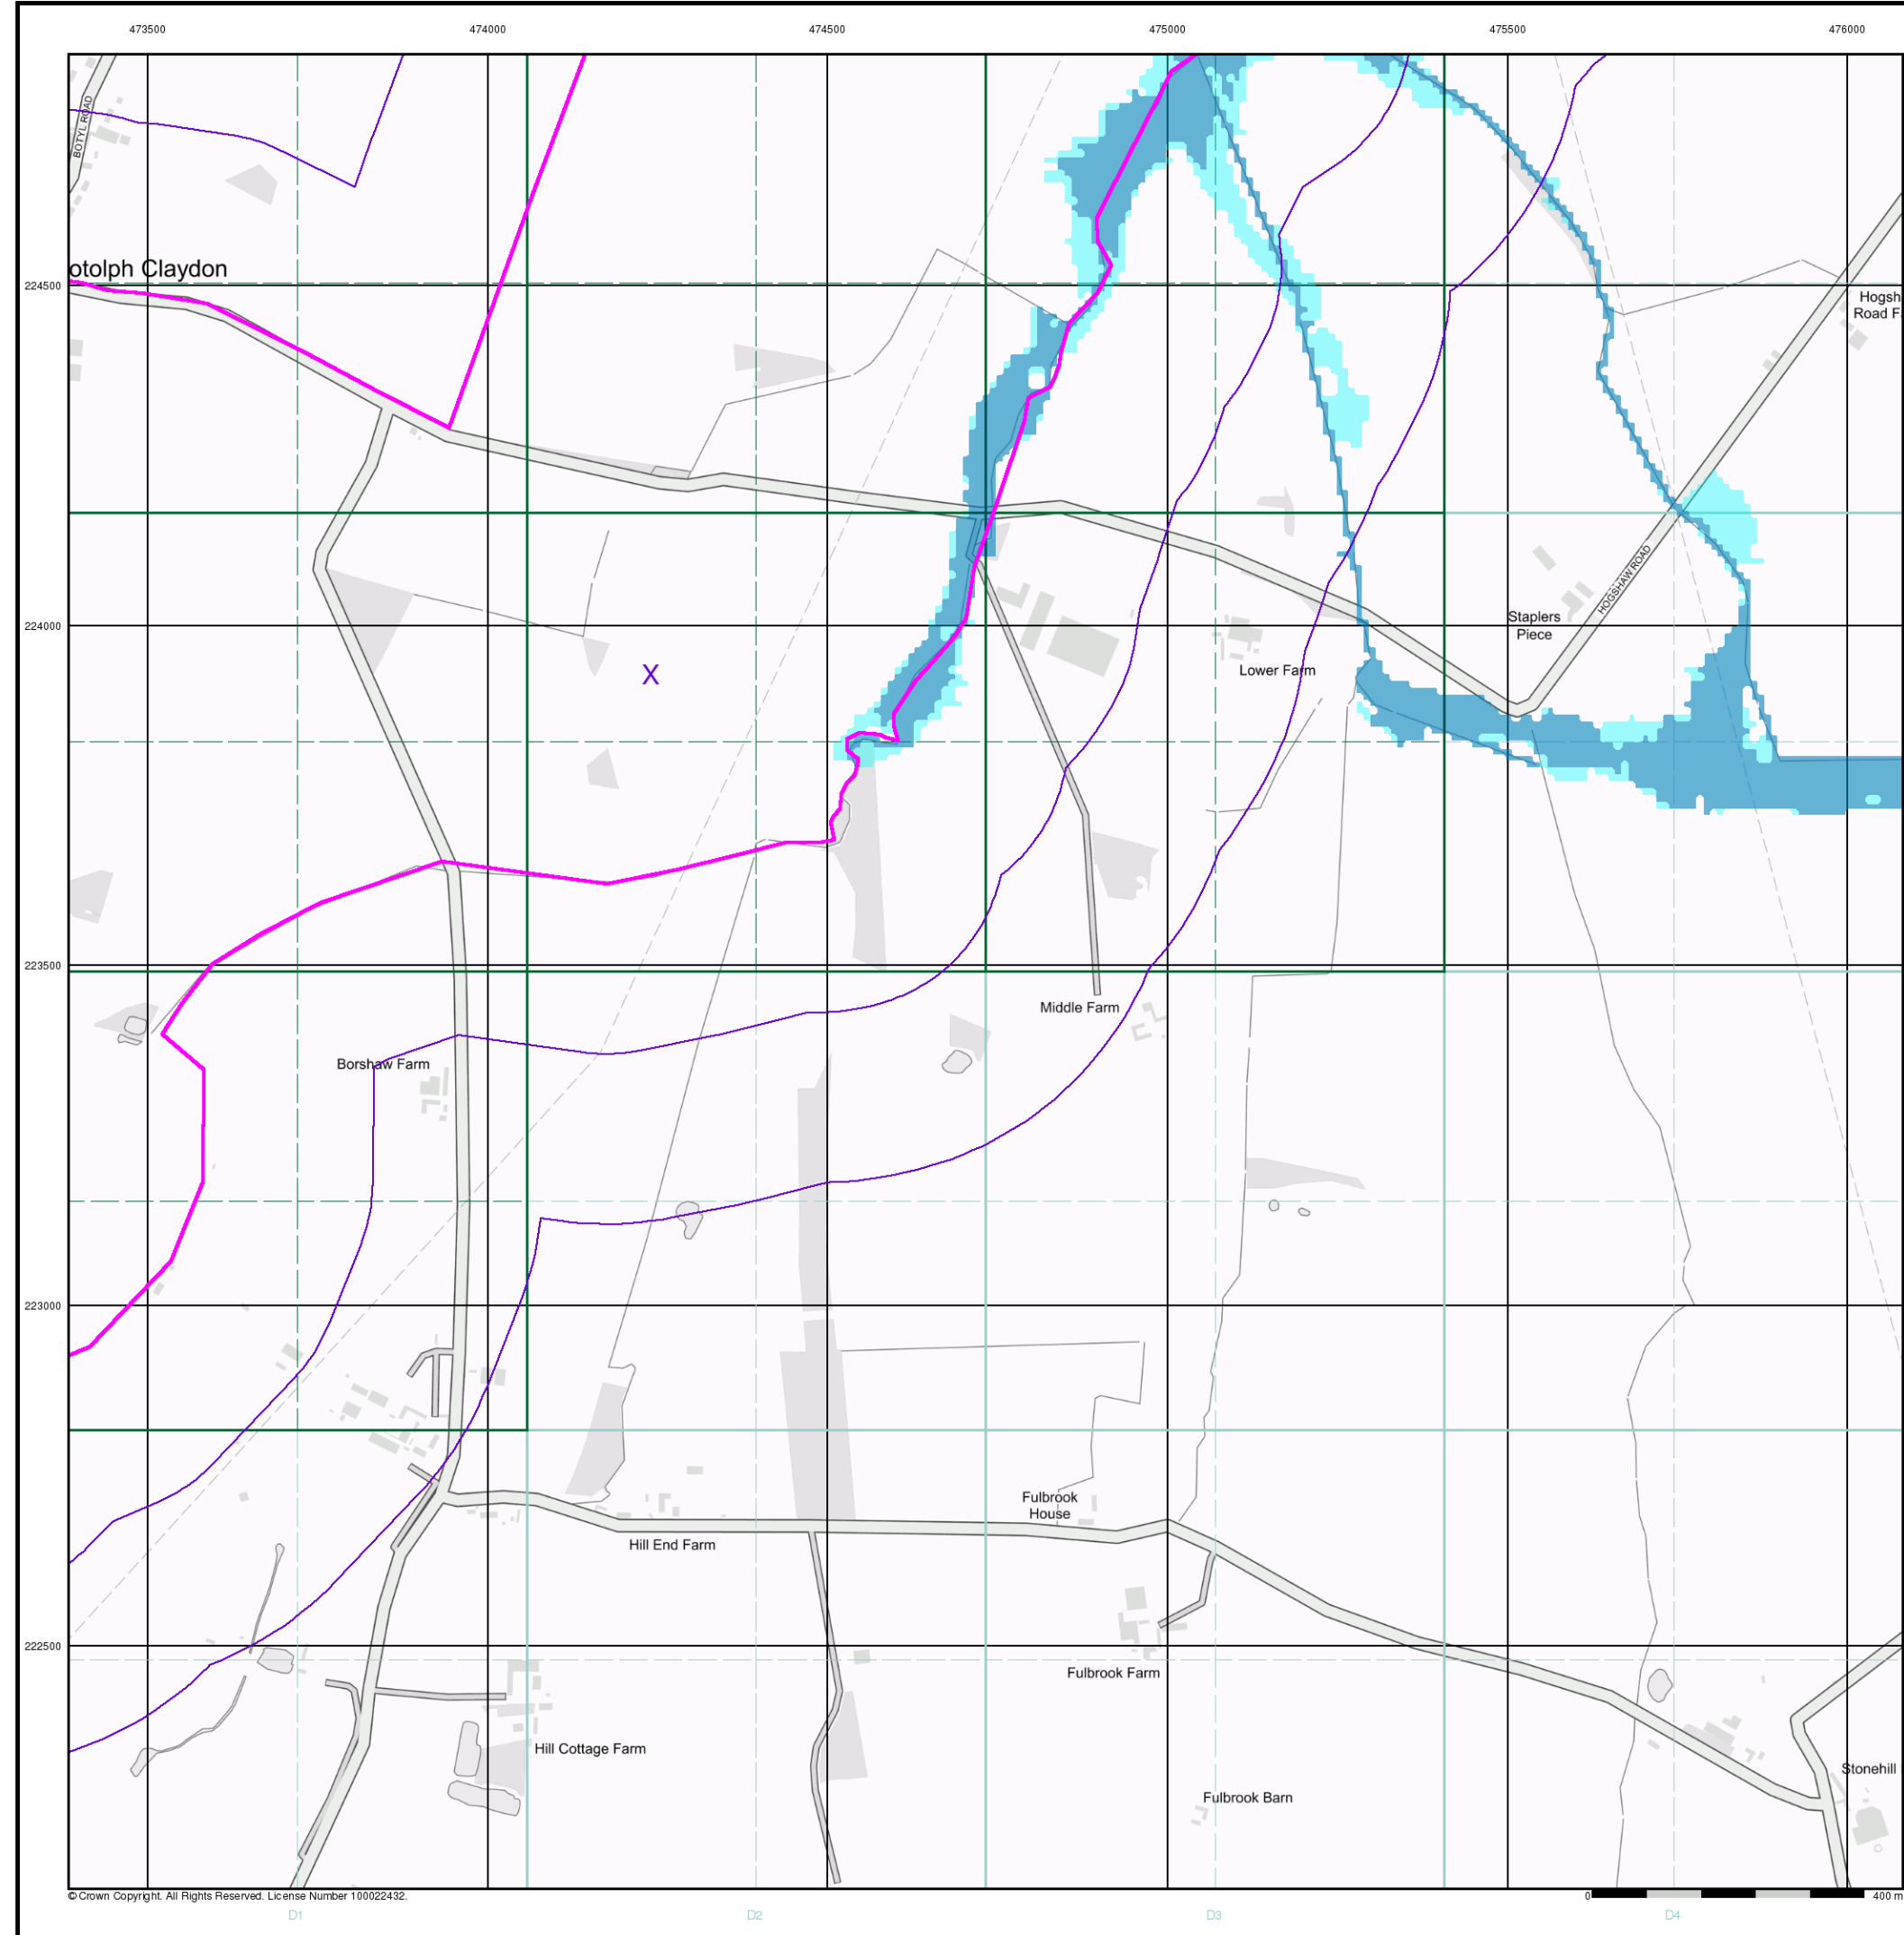 473500 474000 474500 475000 475500 476000
BOTYL ROAD
otolph Claydon
224500
Hogsh
Road F
224000
X
Staplers
Piece
HOGSHAW ROAD
Lower Farm
223500
Middle Farm
Borshaw Farm
223000
Fulbrook
House
Hill End Farm
222500
Fulbrook Farm
Hill Cottage Farm
Stonehill
Fulbrook Barn
© Crown Copyright. All Rights Reserved. License Number 100022432.
0 400 m
D1 D2 D3 D4